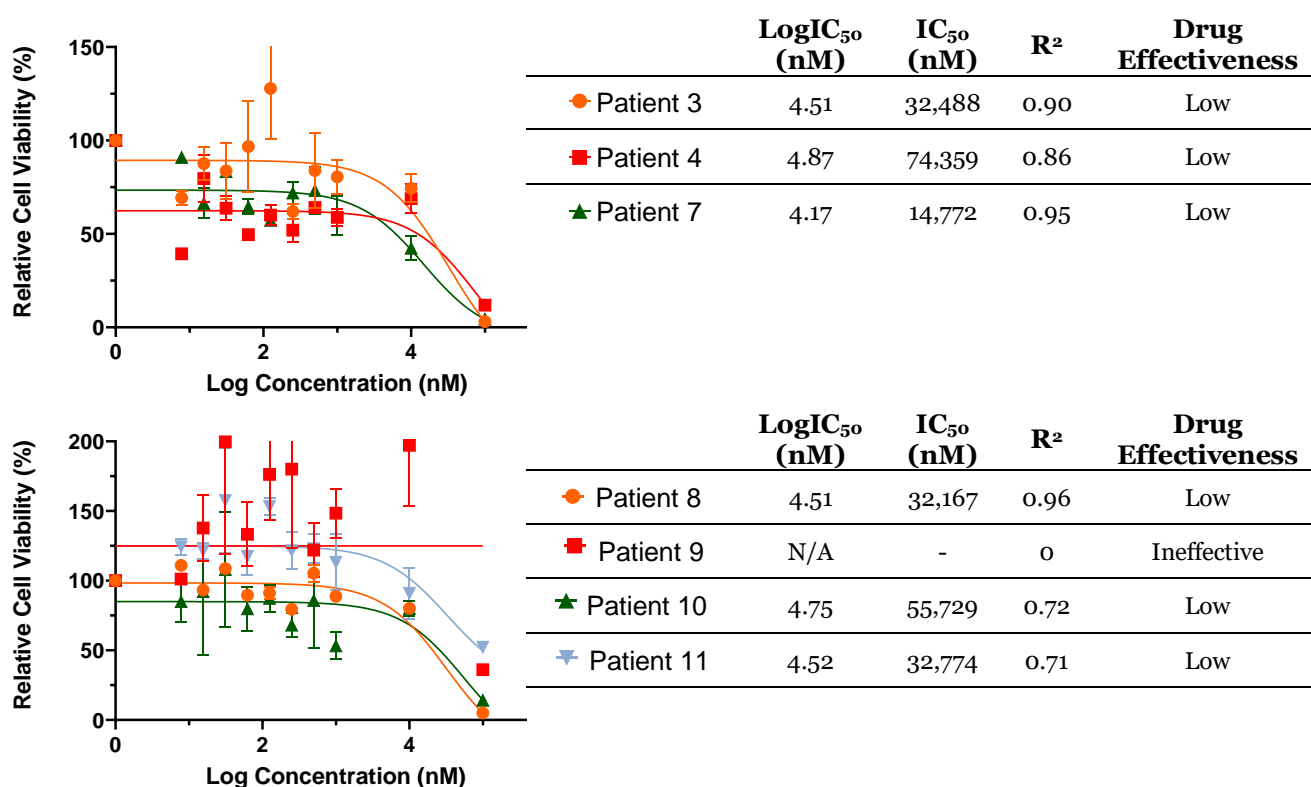 LogIC₅₀ (nM) IC₅₀ (nM) R² Drug Effectiveness
Patient 3 4.51 32,488 0.90 Low
Patient 4 4.87 74,359 0.86 Low
Patient 7 4.17 14,772 0.95 Low
Relative Cell Viability (%)
150
100
50
0
0 2 4
Log Concentration (nM)
LogIC₅₀ (nM) IC₅₀ (nM) R² Drug Effectiveness
Patient 8 4.51 32,167 0.96 Low
Patient 9 N/A - 0 Ineffective
Patient 10 4.75 55,729 0.72 Low
Patient 11 4.52 32,774 0.71 Low
Relative Cell Viability (%)
200
150
100
50
0
0 2 4
Log Concentration (nM)